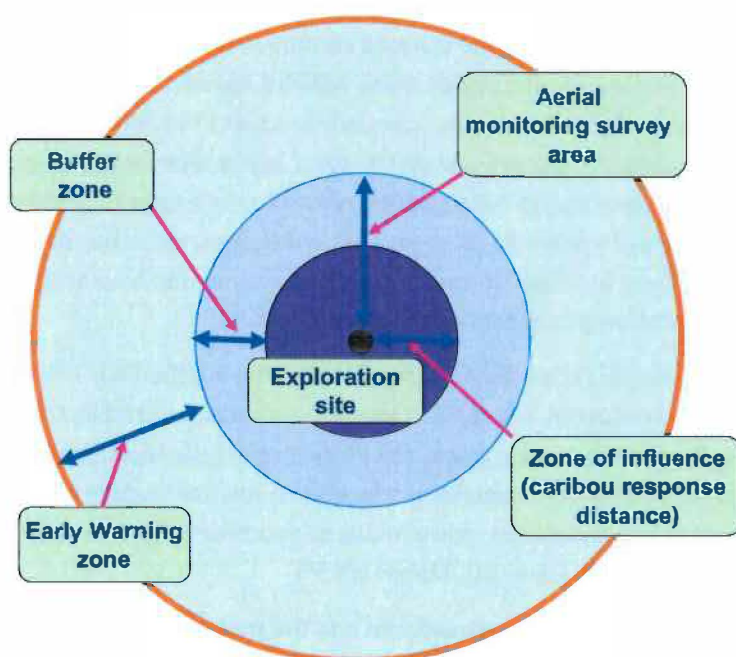 Aerial
monitoring survey
area
Buffer
zone
Exploration
site
Zone of influence
(caribou response
distance)
Early Warning
zone